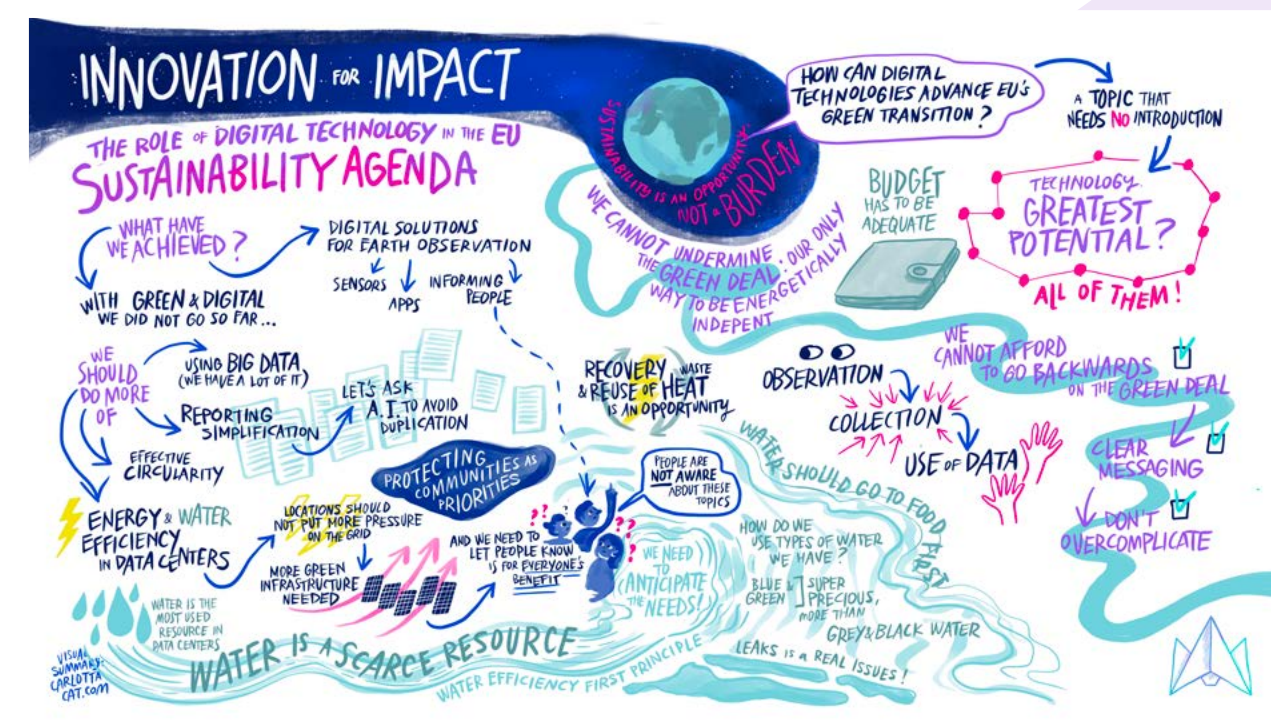 INNOVATION FOR IMPACT
THE ROLE OF DIGITAL TECHNOLOGY IN THE EU
SUSTAINABILITY AGENDA
SUSTAINABILITY IS AN OPPORTUNITY
NOT A BURDEN
HOW CAN DIGITAL
TECHNOLOGIES ADVANCE EU'S
GREEN TRANSITION?
A TOPIC THAT
NEEDS NO INTRODUCTION
TECHNOLOGY
GREATEST
POTENTIAL?
ALL OF THEM!
BUDGET
HAS TO BE
ADEQUATE
WE CANNOT UNDERMINE
THE GREEN DEAL: OUR ONLY
WAY TO BE ENERGETICALLY
INDEPENT
WHAT HAVE
WE ACHIEVED?
DIGITAL SOLUTIONS
FOR EARTH OBSERVATION
SENSORS
APPS
INFORMING
PEOPLE
WITH GREEN & DIGITAL
WE DID NOT GO SO FAR...
WE
SHOULD
DO MORE
OF
USING BIG DATA
(WE HAVE A LOT OF IT)
REPORTING
SIMPLIFICATION
LET'S ASK
A.I. TO AVOID
DUPLICATION
EFFECTIVE
CIRCULARITY
ENERGY & WATER
EFFICIENCY
IN DATA CENTERS
LOCATIONS SHOULD
NOT PUT MORE PRESSURE
ON THE GRID
MORE GREEN
INFRASTRUCTURE
NEEDED
PROTECTING
COMMUNITIES AS
PRIORITIES
AND WE NEED TO
LET PEOPLE KNOW
IS FOR EVERYONE'S
BENEFIT
??
???
PEOPLE ARE
NOT AWARE
ABOUT THESE
TOPICS
RECOVERY WASTE
& REUSE OF HEAT
IS AN OPPORTUNITY
OBSERVATION
COLLECTION
USE OF DATA
WE
CANNOT AFFORD
TO GO BACKWARDS
ON THE GREEN DEAL
CLEAR
MESSAGING
DON'T
OVERCOMPLICATE
WATER SHOULD GO TO FOOD FIRST
WE NEED
TO
ANTICIPATE
THE NEEDS!
HOW DO WE
USE TYPES OF WATER
WE HAVE?
BLUE
GREEN
SUPER
PRECIOUS,
MORE THAN
GREY & BLACK WATER
LEAKS IS A REAL ISSUES!
WATER IS THE
MOST USED
RESOURCE IN
DATA CENTERS
WATER IS A SCARCE RESOURCE
WATER EFFICIENCY FIRST PRINCIPLE
VISUAL
SUMMARY:
CARLOTTA
CAT.COM